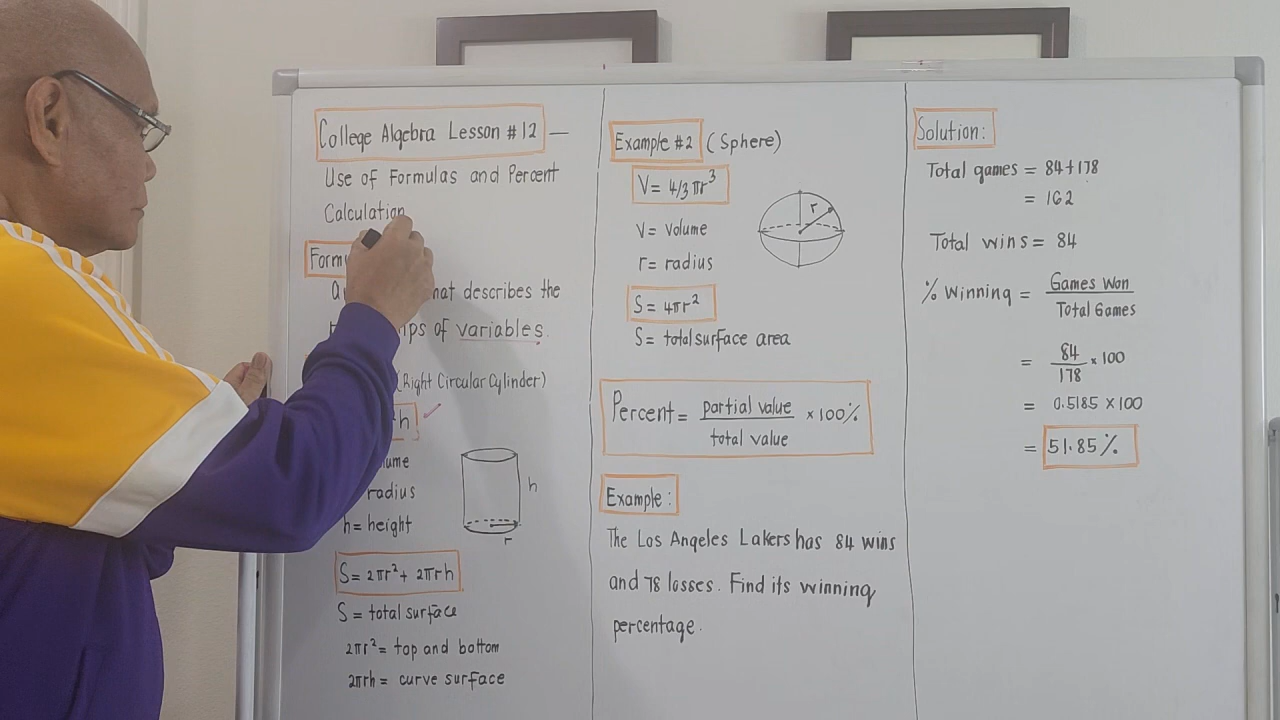 College Algebra Lesson #12 —
Use of Formulas and Percent
Calculation
Form
a hat describes the
ips of variables.
(Right Circular Cylinder)
h
ume
radius
h = height
h
r
S = 2πr² + 2πrh
S = total surface
2πr² = top and bottom
2πrh = curve surface
Example #2 (Sphere)
V = 4/3 πr³
V = volume
r = radius
r
S = 4πr²
S = total surface area
Percent = partial value / total value × 100%
Example:
The Los Angeles Lakers has 84 wins
and 78 losses. Find its winning
percentage.
Solution:
Total games = 84+178
= 162
Total wins = 84
% Winning = Games Won / Total Games
= 84/178 × 100
= 0.5185 × 100
= 51.85%